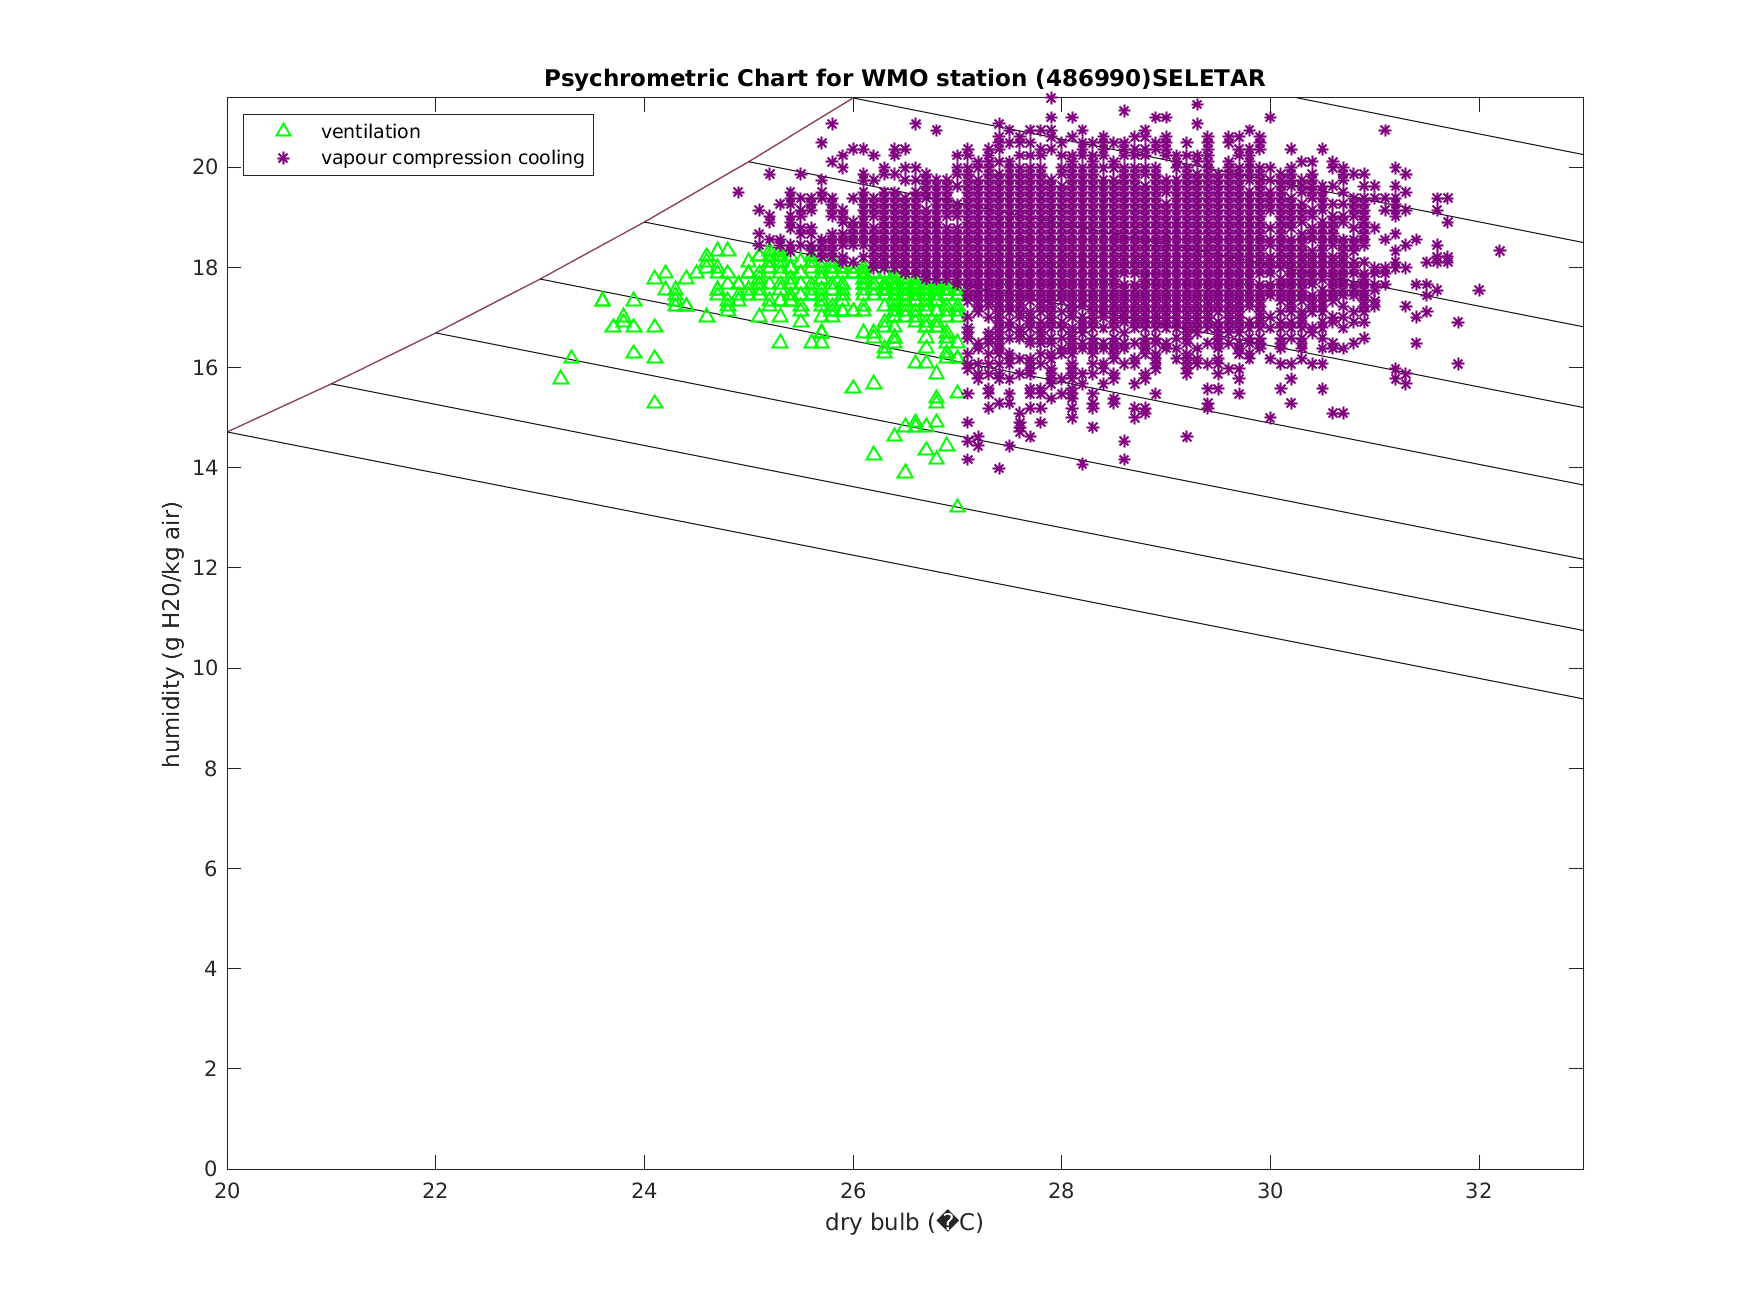 Psychrometric Chart for WMO station (486990)SELETAR
ventilation
vapour compression cooling
humidity (g H20/kg air)
20
18
16
14
12
10
8
6
4
2
0
20 22 24 26 28 30 32
dry bulb (�C)